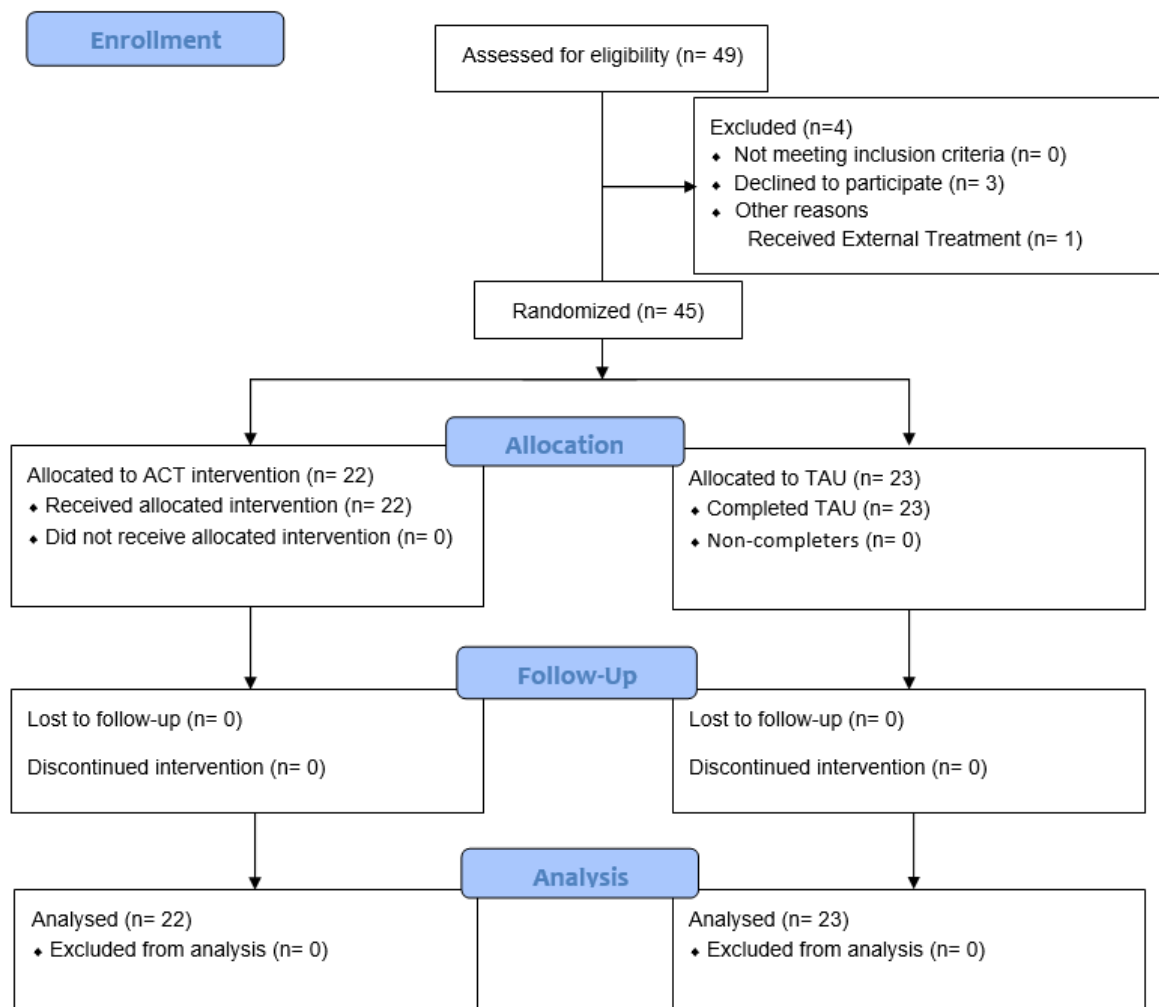 Enrollment
Assessed for eligibility (n= 49)
Excluded (n=4)
⬥ Not meeting inclusion criteria (n= 0)
⬥ Declined to participate (n= 3)
⬥ Other reasons
Received External Treatment (n= 1)
Randomized (n= 45)
Allocation
Allocated to ACT intervention (n= 22)
⬥ Received allocated intervention (n= 22)
⬥ Did not receive allocated intervention (n= 0)
Allocated to TAU (n= 23)
⬥ Completed TAU (n= 23)
⬥ Non-completers (n= 0)
Follow-Up
Lost to follow-up (n= 0)
Discontinued intervention (n= 0)
Lost to follow-up (n= 0)
Discontinued intervention (n= 0)
Analysis
Analysed (n= 22)
⬥ Excluded from analysis (n= 0)
Analysed (n= 23)
⬥ Excluded from analysis (n= 0)